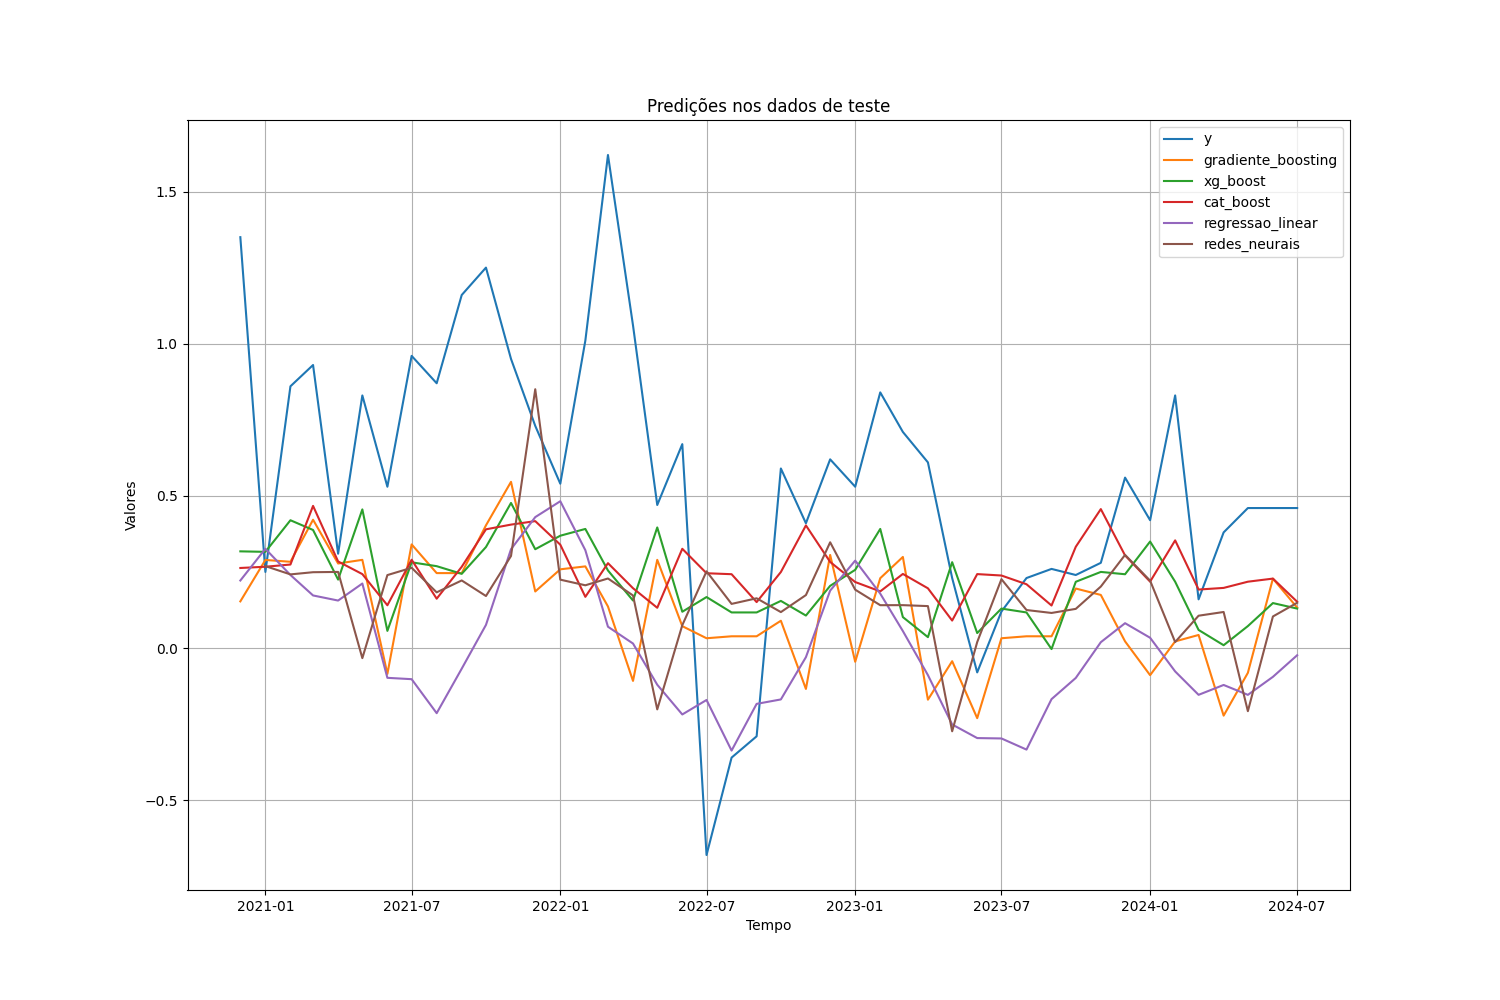 Predições nos dados de teste
y
gradiente_boosting
xg_boost
cat_boost
regressao_linear
redes_neurais
Valores
1.5
1.0
0.5
0.0
−0.5
2021-01
2021-07
2022-01
2022-07
2023-01
2023-07
2024-01
2024-07
Tempo